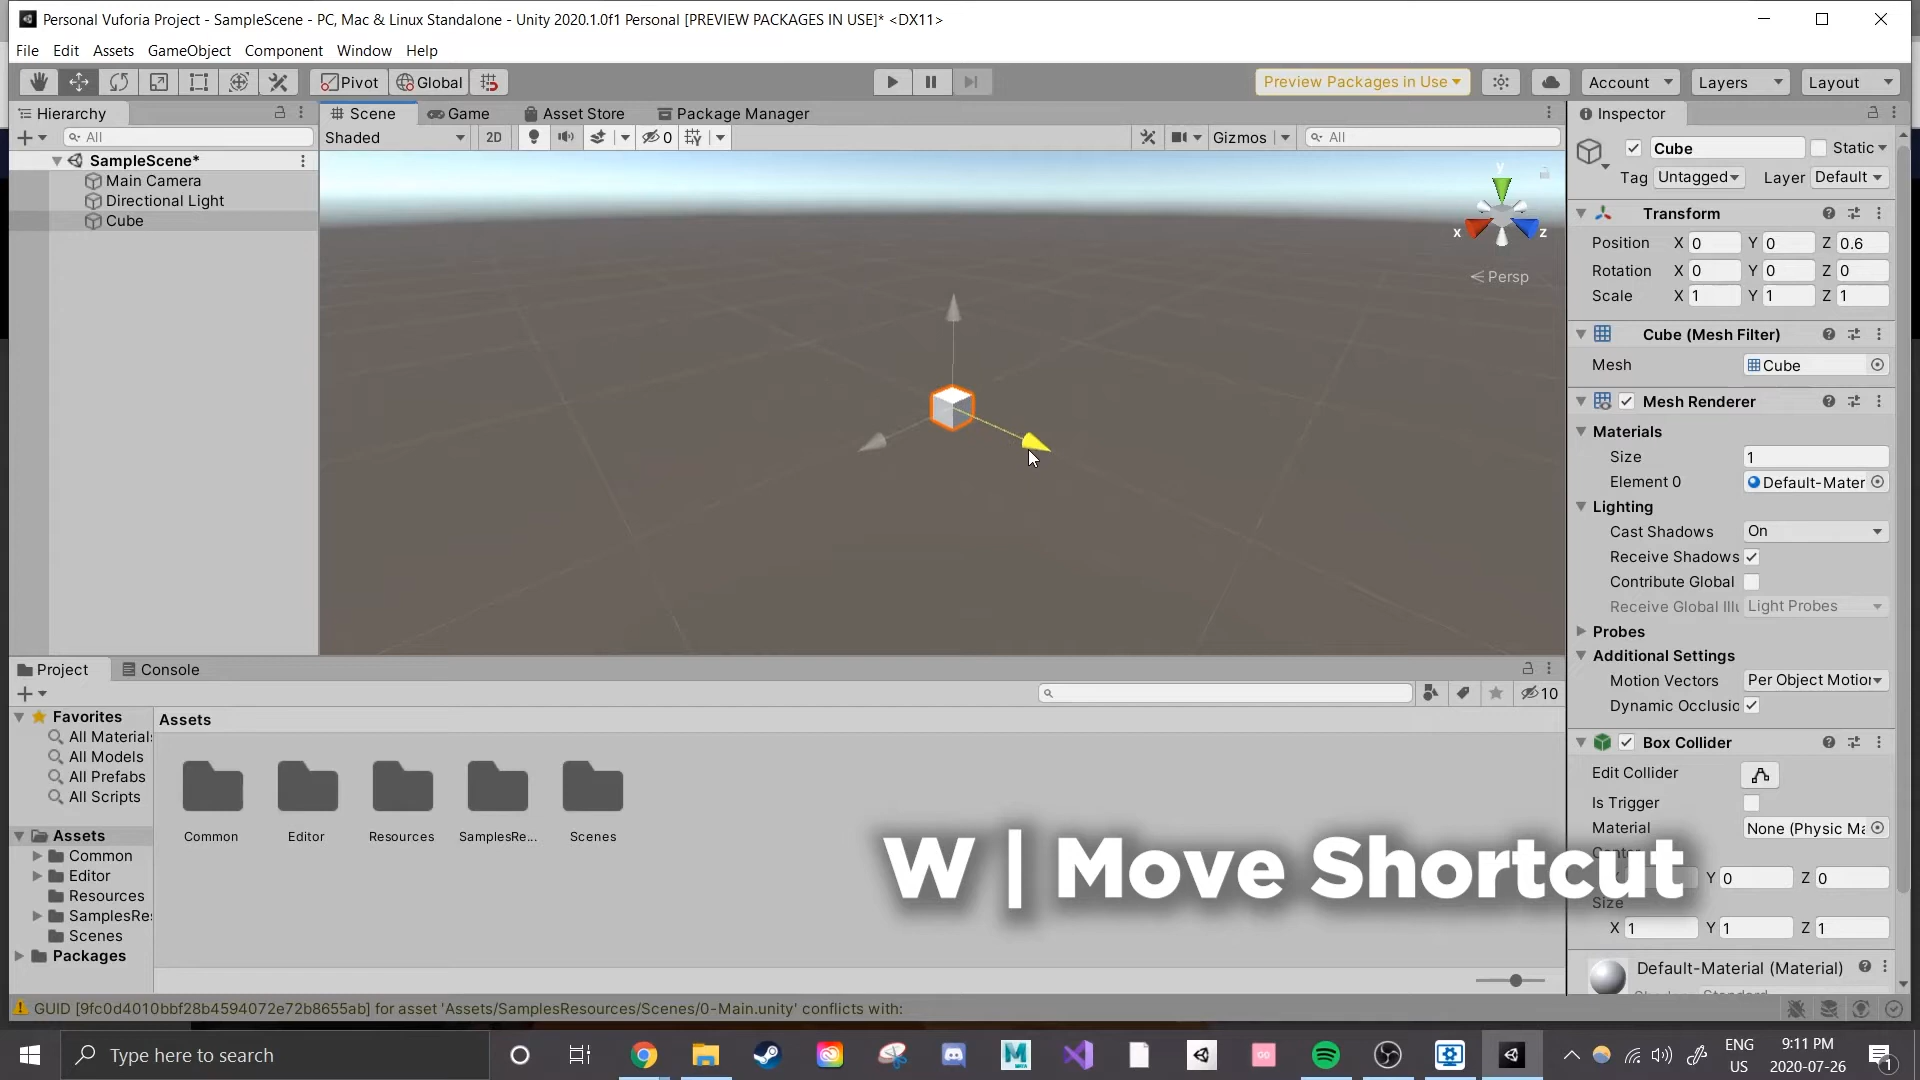 Personal Vuforia Project - SampleScene - PC, Mac & Linux Standalone - Unity 2020.1.0f1 Personal [PREVIEW PACKAGES IN USE]* <DX11>
File Edit Assets GameObject Component Window Help
Pivot Global Preview Packages in Use Account Layers Layout
Hierarchy Scene Game Asset Store Package Manager Inspector
All Shaded 2D 0 Gizmos All
SampleScene*
Main Camera
Directional Light
Cube
y
x z
Persp
Cube Static
Tag Untagged Layer Default
Transform
Position X 0 Y 0 Z 0.6
Rotation X 0 Y 0 Z 0
Scale X 1 Y 1 Z 1
Cube (Mesh Filter)
Mesh Cube
Mesh Renderer
Materials
Size 1
Element 0 Default-Mater
Lighting
Cast Shadows On
Receive Shadows
Contribute Global
Receive Global Illu Light Probes
Probes
Additional Settings
Motion Vectors Per Object Motion
Dynamic Occlusio
Box Collider
Edit Collider
Is Trigger
Material None (Physic Ma
Center
Y 0 Z 0
Size
X 1 Y 1 Z 1
Default-Material (Material)
Project Console
10
Favorites
All Materials
All Models
All Prefabs
All Scripts
Assets
Common
Editor
Resources
SamplesRes
Scenes
Packages
Assets
Common Editor Resources SamplesRe... Scenes
W | Move Shortcut
GUID [9fc0d4010bbf28b4594072e72b8655ab] for asset 'Assets/SamplesResources/Scenes/0-Main.unity' conflicts with:
Type here to search
ENG
US
9:11 PM
2020-07-26
1